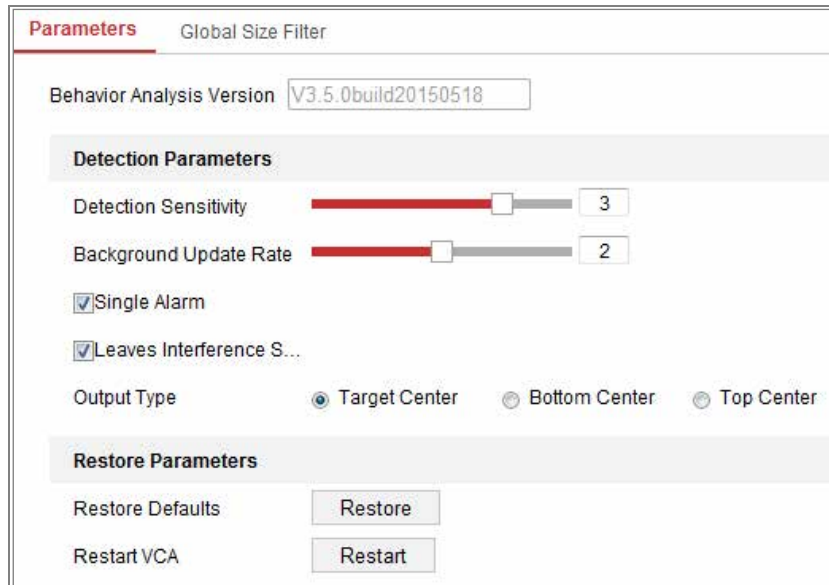 Parameters Global Size Filter
Behavior Analysis Version V3.5.0build20150518
Detection Parameters
Detection Sensitivity 3
Background Update Rate 2
Single Alarm
Leaves Interference S...
Output Type Target Center Bottom Center Top Center
Restore Parameters
Restore Defaults Restore
Restart VCA Restart